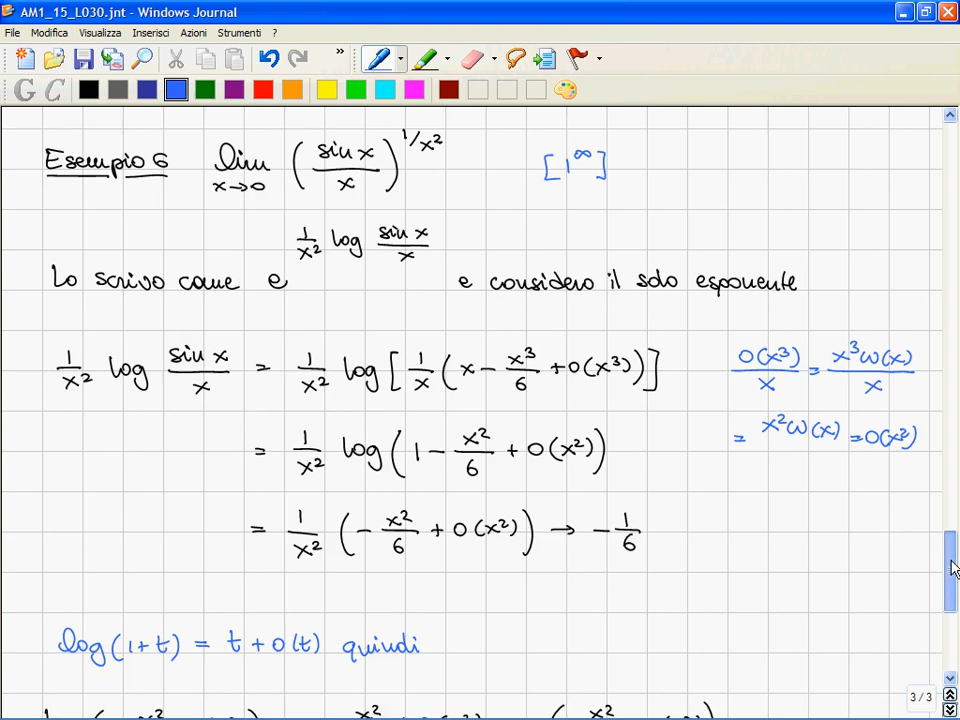 AM1_15_L030.jnt - Windows Journal
File Modifica Visualizza Inserisci Azioni Strumenti ?
G C
Esempio 6 lim x→0 (sin x / x)^(1/x²) [1^∞]
Lo scrivo come e^(1/x² log sin x / x) e considero il solo esponente
1/x² log sin x / x = 1/x² log [1/x (x - x³/6 + o(x³))] o(x³)/x = x³ω(x)/x
= 1/x² log (1 - x²/6 + o(x²)) = x²ω(x) = o(x²)
= 1/x² (- x²/6 + o(x²)) → - 1/6
log(1+t) = t + o(t) quindi
3 / 3